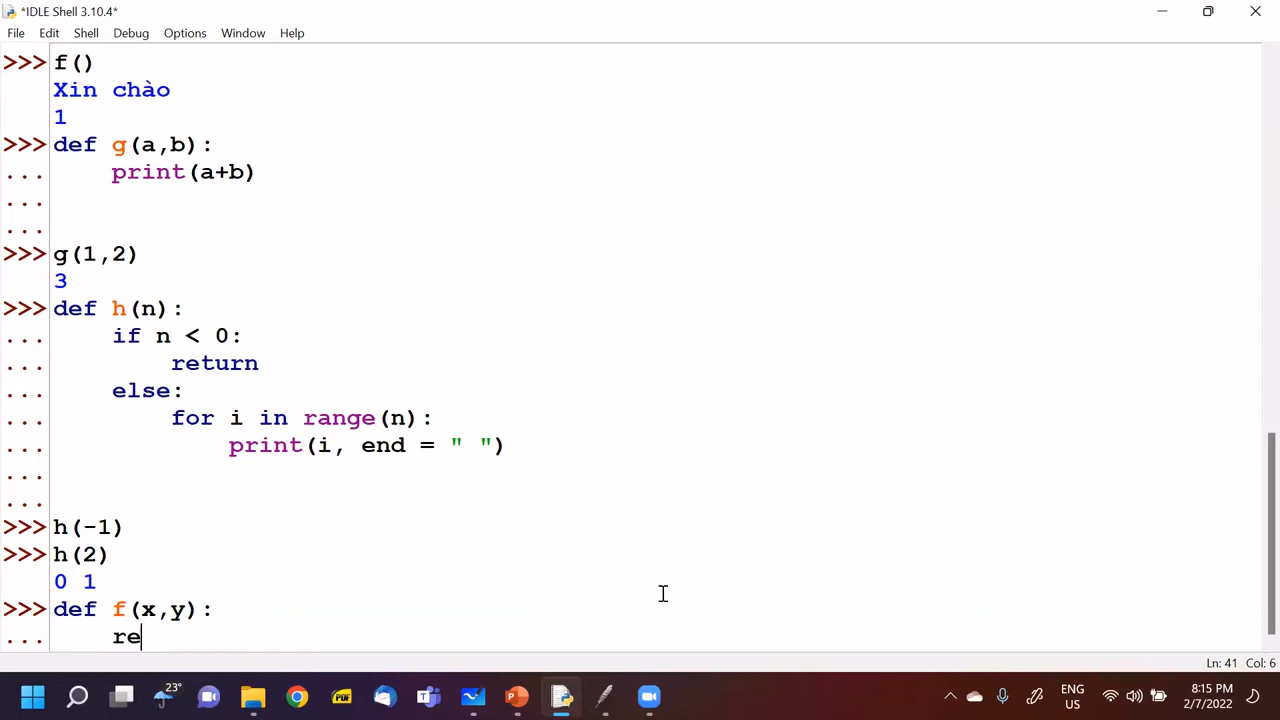 *IDLE Shell 3.10.4*
File Edit Shell Debug Options Window Help
>>> f()
Xin chào
1
>>> def g(a,b):
... print(a+b)
...
...
>>> g(1,2)
3
>>> def h(n):
... if n < 0:
... return
... else:
... for i in range(n):
... print(i, end = " ")
...
...
>>> h(-1)
>>> h(2)
0 1
>>> def f(x,y):
... re
Ln: 41 Col: 6
23°
PDF
ENG
US
8:15 PM
2/7/2022